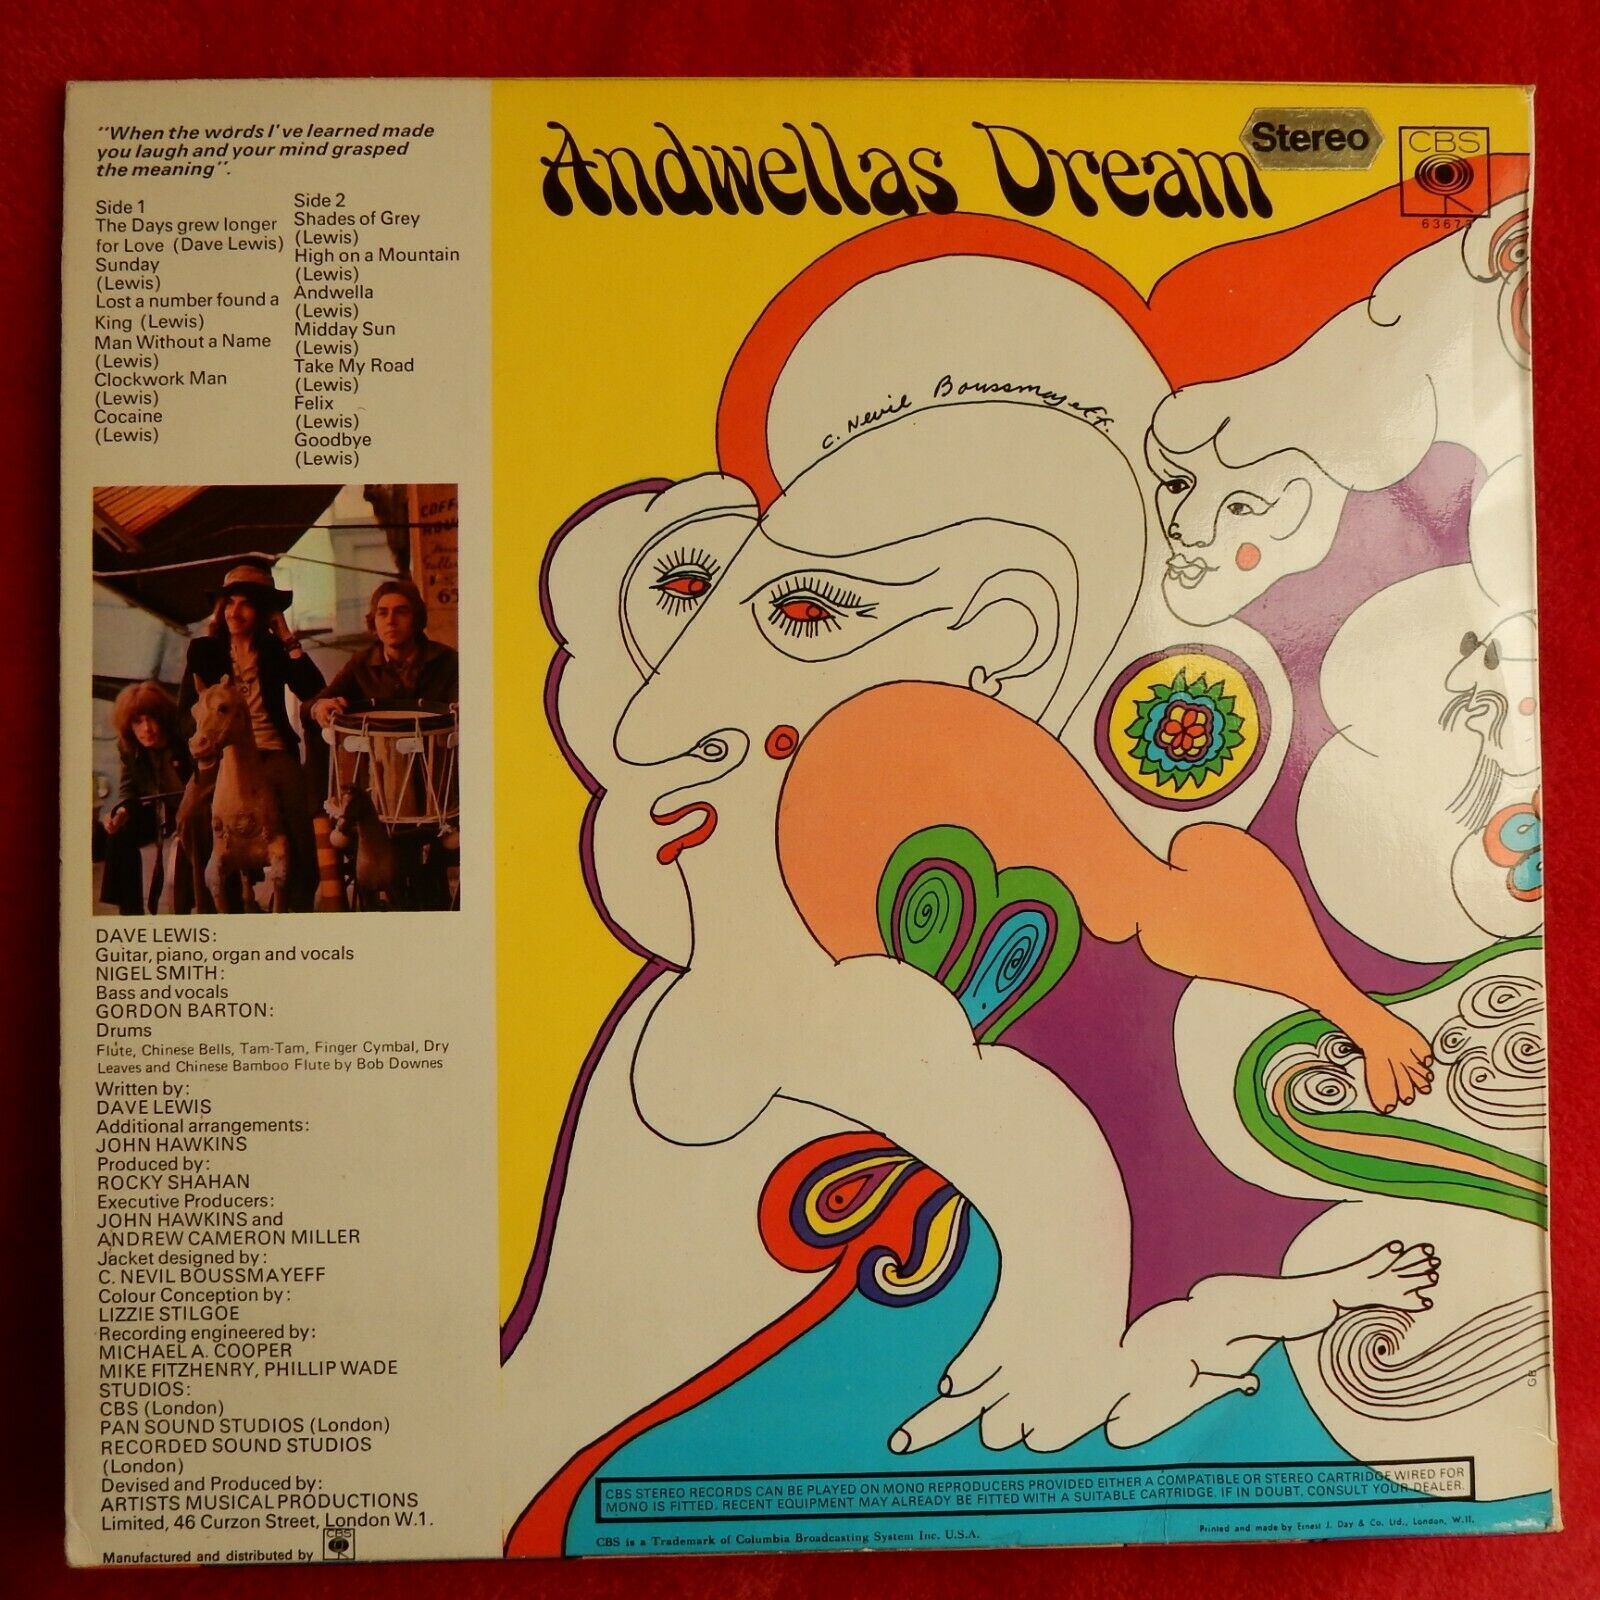 "When the words I've learned made
you laugh and your mind grasped
the meaning".
Side 1
The Days grew longer
for Love (Dave Lewis)
Sunday
(Lewis)
Lost a number found a
King (Lewis)
Man Without a Name
(Lewis)
Clockwork Man
(Lewis)
Cocaine
(Lewis)
Side 2
Shades of Grey
(Lewis)
High on a Mountain
(Lewis)
Andwella
(Lewis)
Midday Sun
(Lewis)
Take My Road
(Lewis)
Felix
(Lewis)
Goodbye
(Lewis)
DAVE LEWIS:
Guitar, piano, organ and vocals
NIGEL SMITH:
Bass and vocals
GORDON BARTON:
Drums
Flute, Chinese Bells, Tam-Tam, Finger Cymbal, Dry
Leaves and Chinese Bamboo Flute by Bob Downes
Written by:
DAVE LEWIS
Additional arrangements:
JOHN HAWKINS
Produced by:
ROCKY SHAHAN
Executive Producers:
JOHN HAWKINS and
ANDREW CAMERON MILLER
Jacket designed by:
C. NEVIL BOUSSMAYEFF
Colour Conception by:
LIZZIE STILGOE
Recording engineered by:
MICHAEL A. COOPER
MIKE FITZHENRY, PHILLIP WADE
STUDIOS:
CBS (London)
PAN SOUND STUDIOS (London)
RECORDED SOUND STUDIOS
(London)
Devised and Produced by:
ARTISTS MUSICAL PRODUCTIONS
Limited, 46 Curzon Street, London W.1.
Manufactured and distributed by
CBS
Andwellas Dream
Stereo
CBS
C. Nevil Boussmayeff.
CBS STEREO RECORDS CAN BE PLAYED ON MONO REPRODUCERS PROVIDED EITHER A COMPATIBLE OR STEREO CARTRIDGE WIRED FOR
MONO IS FITTED. RECENT EQUIPMENT MAY ALREADY BE FITTED WITH A SUITABLE CARTRIDGE. IF IN DOUBT, CONSULT YOUR DEALER.
CBS is a Trademark of Columbia Broadcasting System Inc. U.S.A.
Printed and made by Ernest J. Day & Co. Ltd., London, W.11.